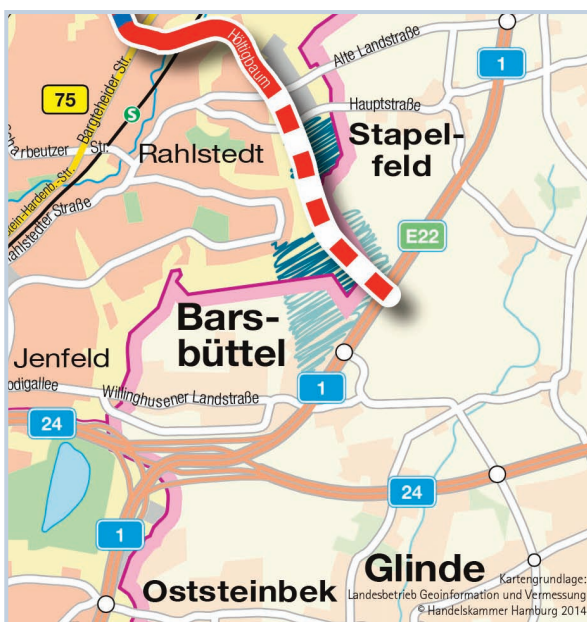 Höltigbaum
Alte Landstraße
1
75
Bargteheider Str.
Hauptstraße
S
Str.
Rahlstedt
Stapel-
feld
E22
Bars-
büttel
Jenfeld
Willinghusener Landstraße
1
24
24
1
Glinde
Oststeinbek
Kartengrundlage:
Landesbetrieb Geoinformation und Vermessung
© Handelskammer Hamburg 2014